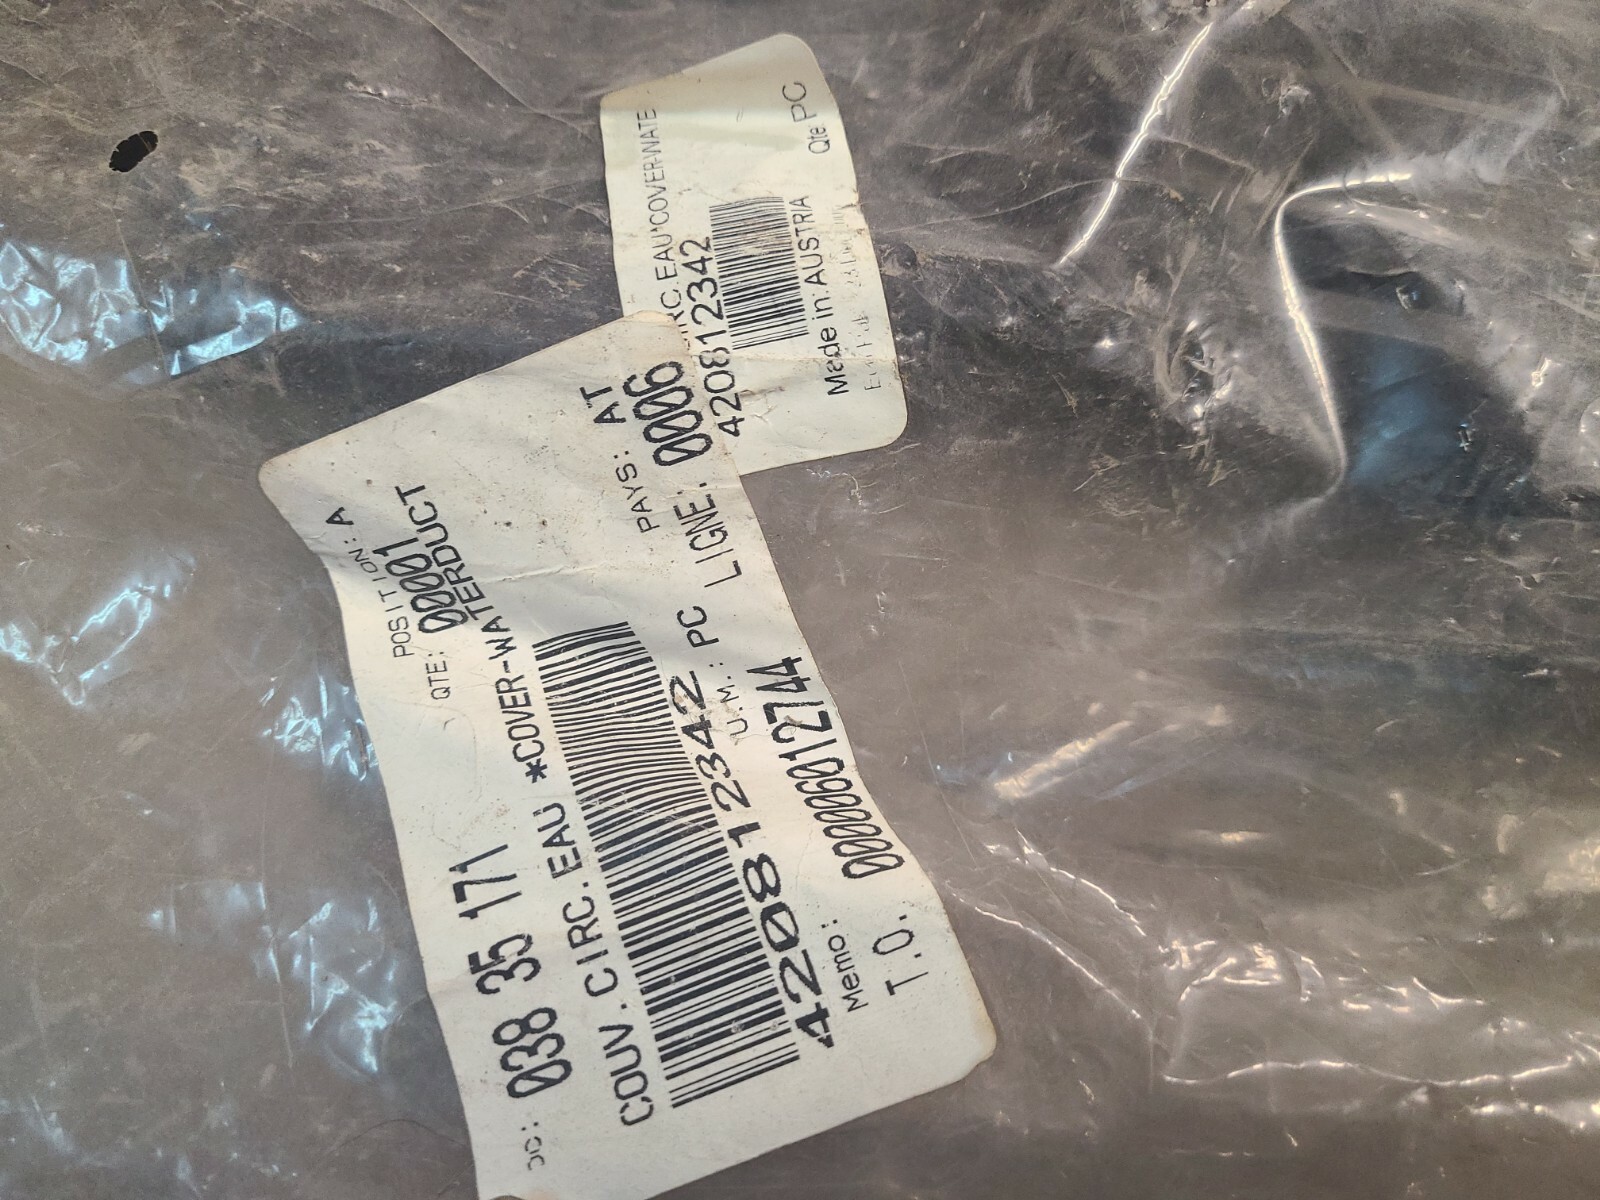 CIRC. EAU*COVER-WATE
420812342
Made in: AUSTRIA
Qte: PC
POSITION: A
QTE: 00001
038 35 171
COUV.CIRC.EAU *COVER-WATERDUCT
PAYS: AT
420812342
U.M.: PC LIGNE: 0006
Memo:
T.O. 000006012744